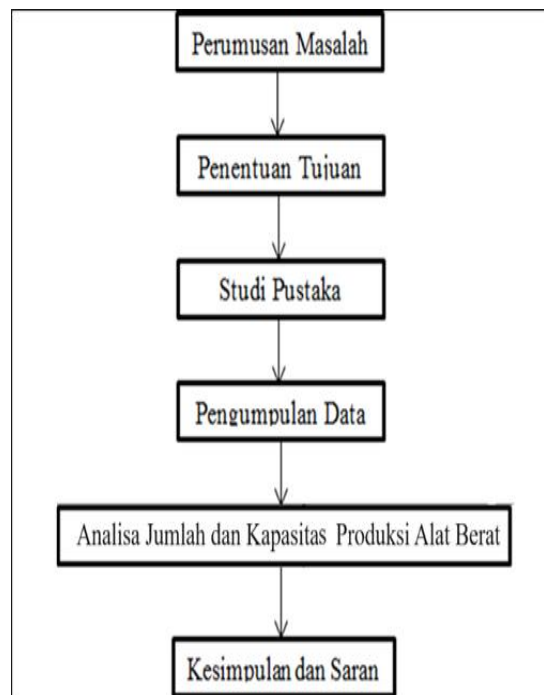 Perumusan Masalah
Penentuan Tujuan
Studi Pustaka
Pengumpulan Data
Analisa Jumlah dan Kapasitas Produksi Alat Berat
Kesimpulan dan Saran